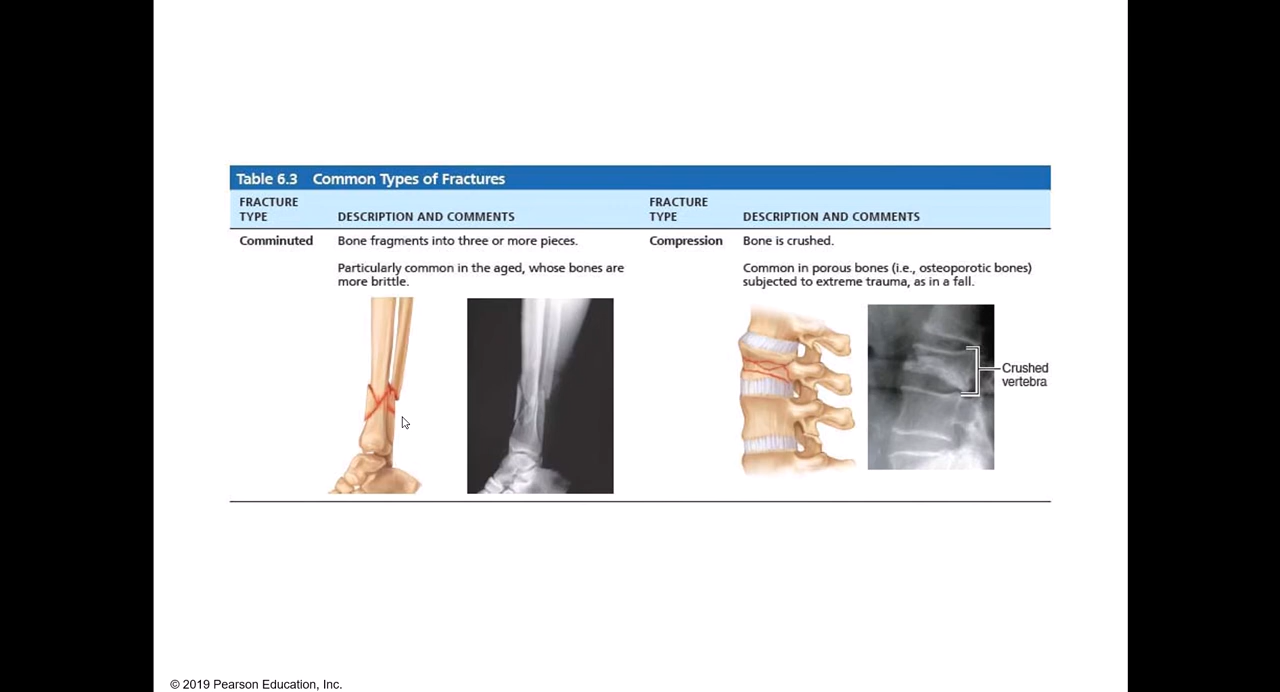 Table 6.3 Common Types of Fractures
FRACTURE
TYPE
DESCRIPTION AND COMMENTS
FRACTURE
TYPE
DESCRIPTION AND COMMENTS
Comminuted
Bone fragments into three or more pieces.
Particularly common in the aged, whose bones are
more brittle.
Compression
Bone is crushed.
Common in porous bones (i.e., osteoporotic bones)
subjected to extreme trauma, as in a fall.
Crushed
vertebra
© 2019 Pearson Education, Inc.